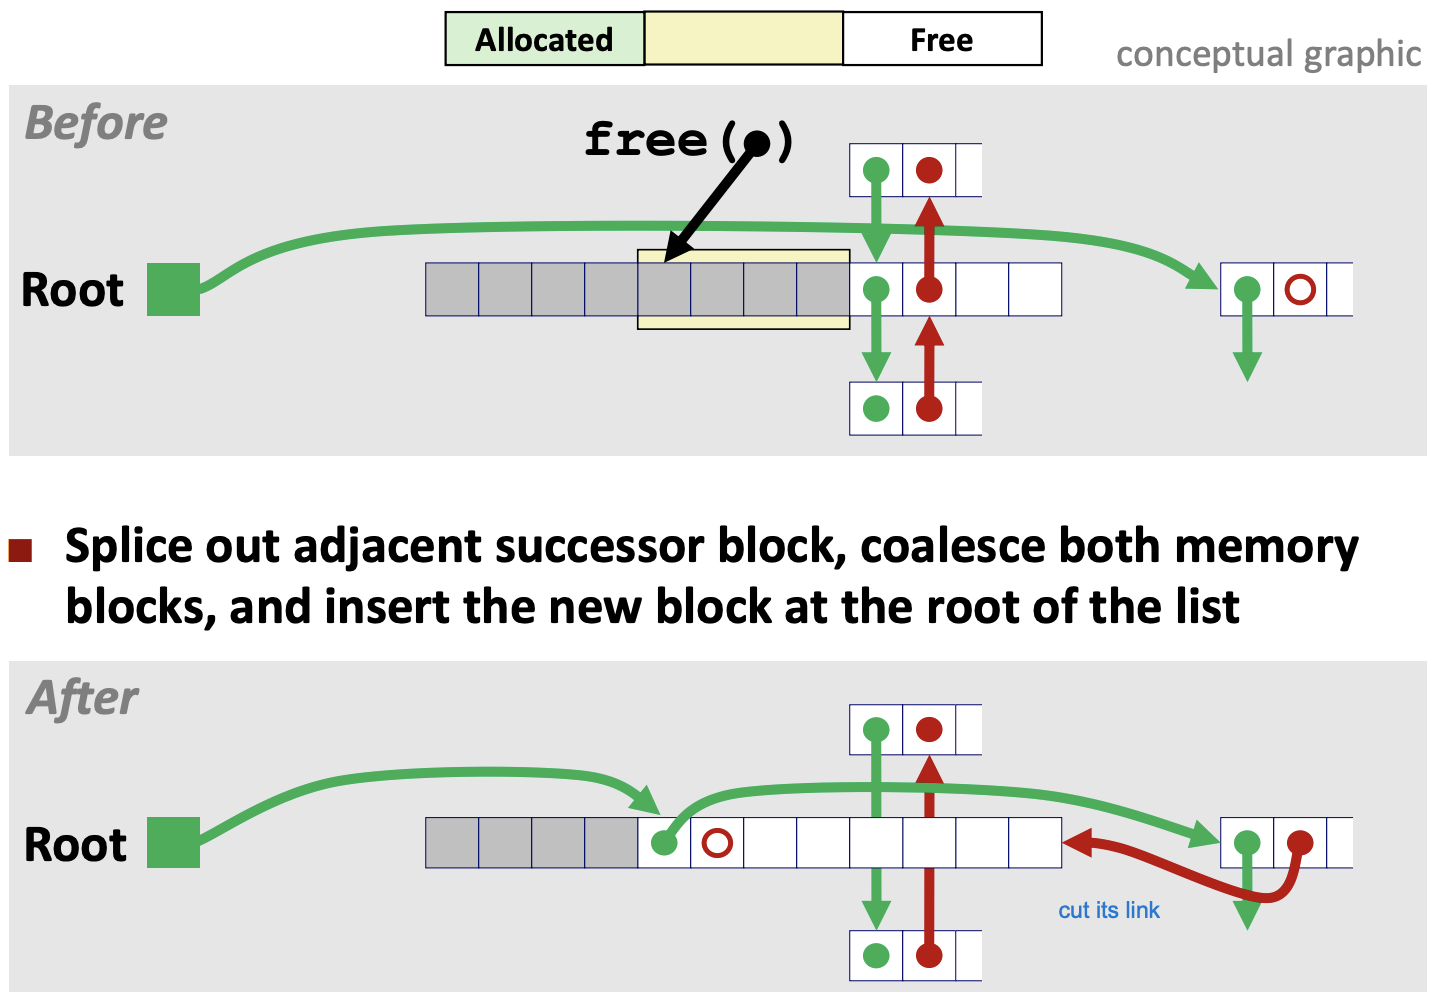 Allocated Free
conceptual graphic
Before
free( )
Root
■ Splice out adjacent successor block, coalesce both memory
blocks, and insert the new block at the root of the list
After
Root
cut its link